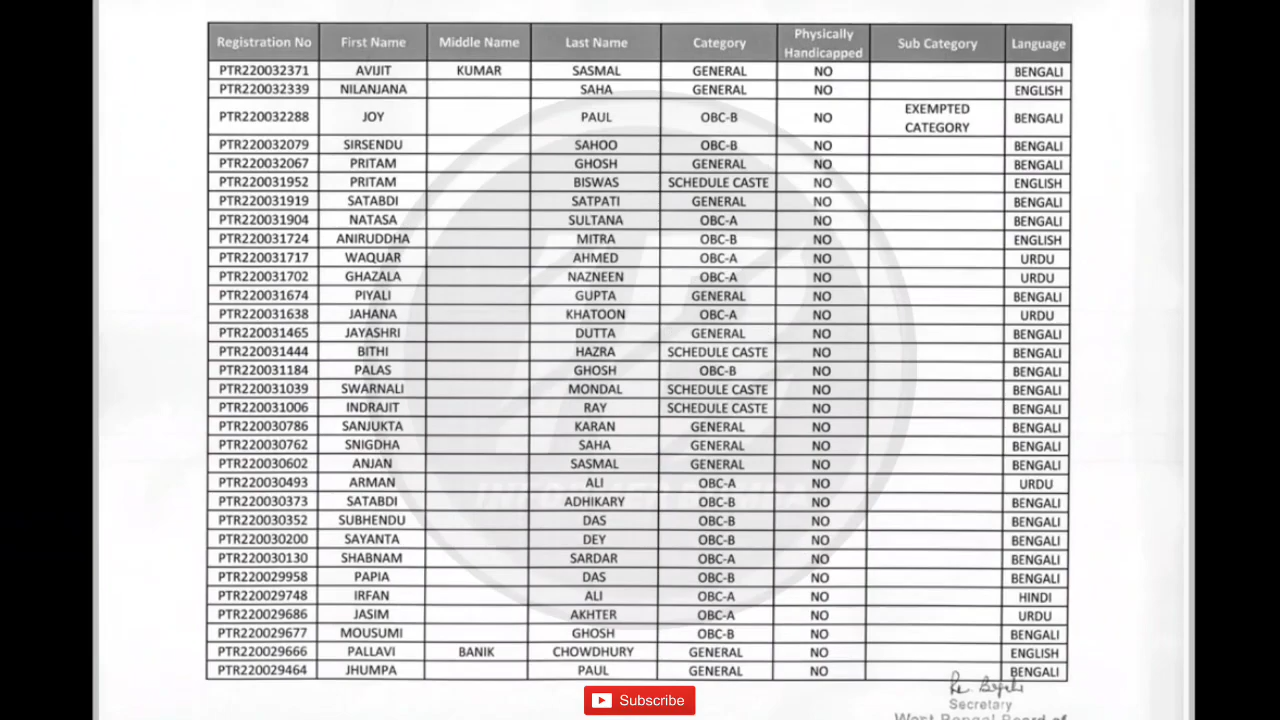 Registration No First Name Middle Name Last Name Category Physically Handicapped Sub Category Language
PTR220032371 AVIJIT KUMAR SASMAL GENERAL NO BENGALI
PTR220032339 NILANJANA SAHA GENERAL NO ENGLISH
PTR220032288 JOY PAUL OBC-B NO EXEMPTED CATEGORY BENGALI
PTR220032079 SIRSENDU SAHOO OBC-B NO BENGALI
PTR220032067 PRITAM GHOSH GENERAL NO BENGALI
PTR220031952 PRITAM BISWAS SCHEDULE CASTE NO ENGLISH
PTR220031919 SATABDI SATPATI GENERAL NO BENGALI
PTR220031904 NATASA SULTANA OBC-A NO BENGALI
PTR220031724 ANIRUDDHA MITRA OBC-B NO ENGLISH
PTR220031717 WAQUAR AHMED OBC-A NO URDU
PTR220031702 GHAZALA NAZNEEN OBC-A NO URDU
PTR220031674 PIYALI GUPTA GENERAL NO BENGALI
PTR220031638 JAHANA KHATOON OBC-A NO URDU
PTR220031465 JAYASHRI DUTTA GENERAL NO BENGALI
PTR220031444 BITHI HAZRA SCHEDULE CASTE NO BENGALI
PTR220031184 PALAS GHOSH OBC-B NO BENGALI
PTR220031039 SWARNALI MONDAL SCHEDULE CASTE NO BENGALI
PTR220031006 INDRAJIT RAY SCHEDULE CASTE NO BENGALI
PTR220030786 SANJUKTA KARAN GENERAL NO BENGALI
PTR220030762 SNIGDHA SAHA GENERAL NO BENGALI
PTR220030602 ANJAN SASMAL GENERAL NO BENGALI
PTR220030493 ARMAN ALI OBC-A NO URDU
PTR220030373 SATABDI ADHIKARY OBC-B NO BENGALI
PTR220030352 SUBHENDU DAS OBC-B NO BENGALI
PTR220030200 SAYANTA DEY OBC-B NO BENGALI
PTR220030130 SHABNAM SARDAR OBC-A NO BENGALI
PTR220029958 PAPIA DAS OBC-B NO BENGALI
PTR220029748 IRFAN ALI OBC-A NO HINDI
PTR220029686 JASIM AKHTER OBC-A NO URDU
PTR220029677 MOUSUMI GHOSH OBC-B NO BENGALI
PTR220029666 PALLAVI BANIK CHOWDHURY GENERAL NO ENGLISH
PTR220029464 JHUMPA PAUL GENERAL NO BENGALI
Secretary
West Bengal Board of
Subscribe